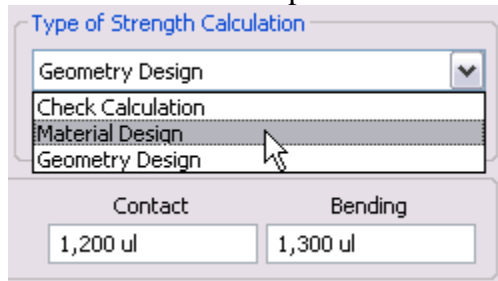 Type of Strength Calculation
Geometry Design
Check Calculation
Material Design
Geometry Design
Contact Bending
1,200 ul 1,300 ul